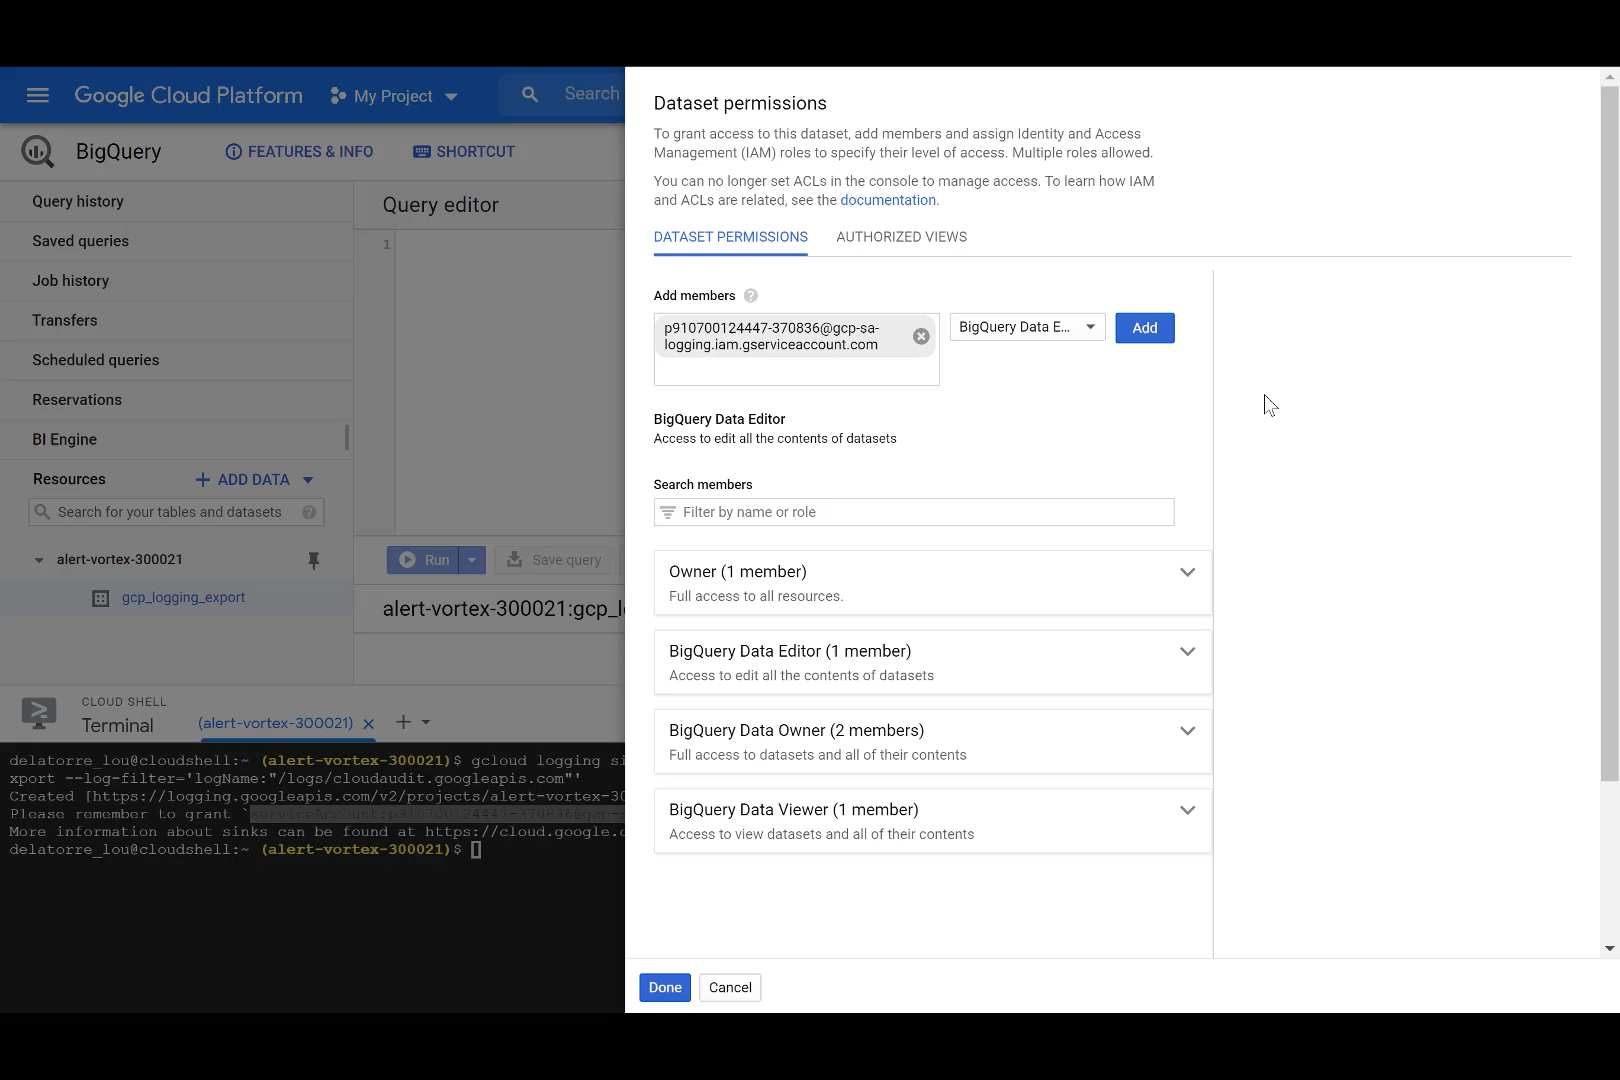 Google Cloud Platform
My Project
Search
BigQuery
FEATURES & INFO
SHORTCUT
Query history
Saved queries
Job history
Transfers
Scheduled queries
Reservations
BI Engine
Resources
ADD DATA
Search for your tables and datasets
alert-vortex-300021
gcp_logging_export
Query editor
1
Run
Save query
alert-vortex-300021:gcp_l
CLOUD SHELL
Terminal
(alert-vortex-300021)
delatorre_lou@cloudshell:~ (alert-vortex-300021)$ gcloud logging si
xport --log-filter='logName:"/logs/cloudaudit.googleapis.com"'
Created [https://logging.googleapis.com/v2/projects/alert-vortex-30
Please remember to grant `serviceAccount:p910700124447-370836@gcp-s
More information about sinks can be found at https://cloud.google.c
delatorre_lou@cloudshell:~ (alert-vortex-300021)$
Dataset permissions
To grant access to this dataset, add members and assign Identity and Access
Management (IAM) roles to specify their level of access. Multiple roles allowed.
You can no longer set ACLs in the console to manage access. To learn how IAM
and ACLs are related, see the documentation.
DATASET PERMISSIONS
AUTHORIZED VIEWS
Add members
p910700124447-370836@gcp-sa-
logging.iam.gserviceaccount.com
BigQuery Data E...
Add
BigQuery Data Editor
Access to edit all the contents of datasets
Search members
Filter by name or role
Owner (1 member)
Full access to all resources.
BigQuery Data Editor (1 member)
Access to edit all the contents of datasets
BigQuery Data Owner (2 members)
Full access to datasets and all of their contents
BigQuery Data Viewer (1 member)
Access to view datasets and all of their contents
Done
Cancel